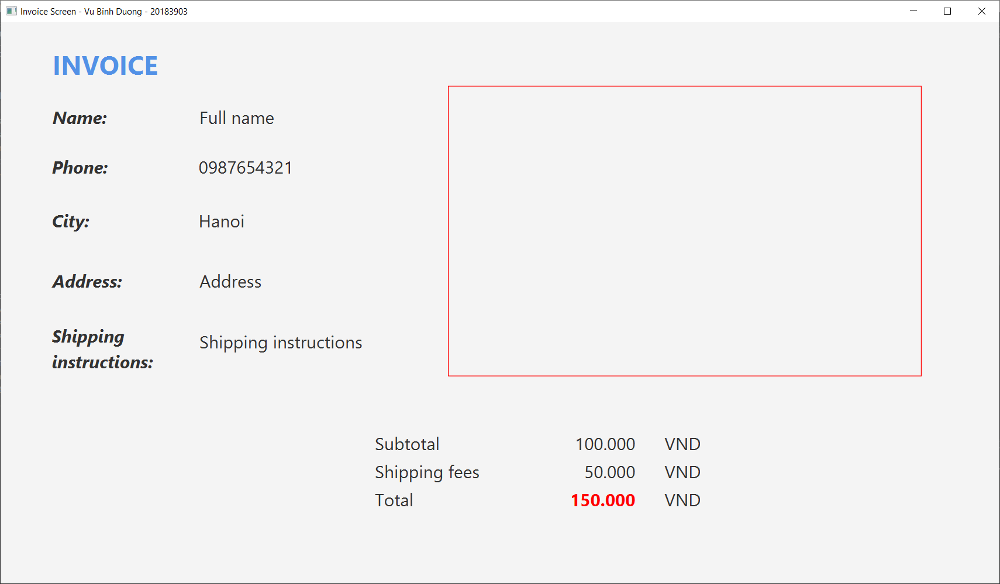 Invoice Screen - Vu Binh Duong - 20183903
INVOICE
Name: Full name
Phone: 0987654321
City: Hanoi
Address: Address
Shipping instructions: Shipping instructions
Subtotal 100.000 VND
Shipping fees 50.000 VND
Total 150.000 VND